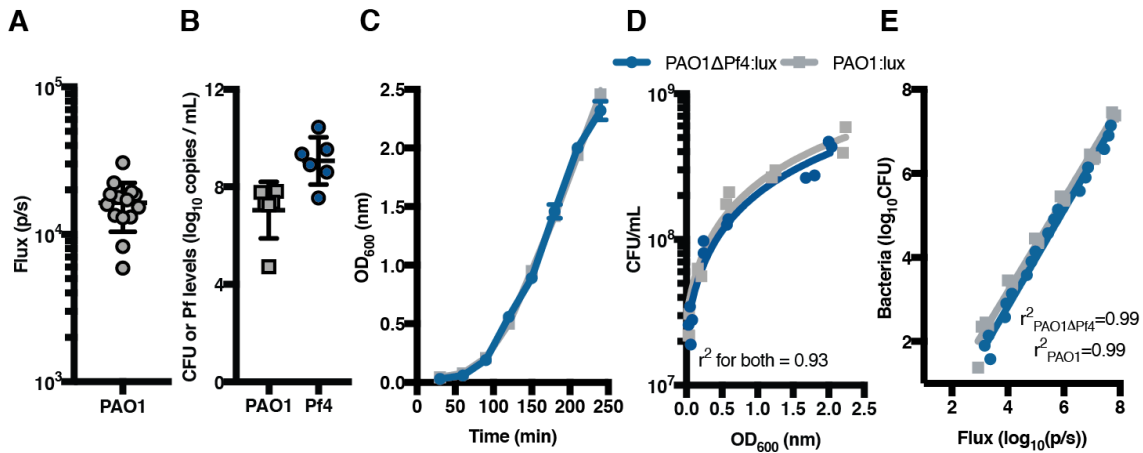 A
Flux (p/s)
10⁵
10⁴
10³
PAO1
B
CFU or Pf levels (log₁₀ copies / mL)
12
8
4
0
PAO1 Pf4
C
OD₆₀₀ (nm)
2.5
2.0
1.5
1.0
0.5
0.0
0 50 100 150 200 250
Time (min)
PAO1ΔPf4:lux PAO1:lux
D
CFU/mL
10⁹
10⁸
10⁷
r² for both = 0.93
0.0 0.5 1.0 1.5 2.0 2.5
OD₆₀₀ (nm)
E
Bacteria (log₁₀CFU)
8
6
4
2
r²PAO1ΔPf4=0.99
r²PAO1=0.99
2 4 6 8
Flux (log₁₀(p/s))